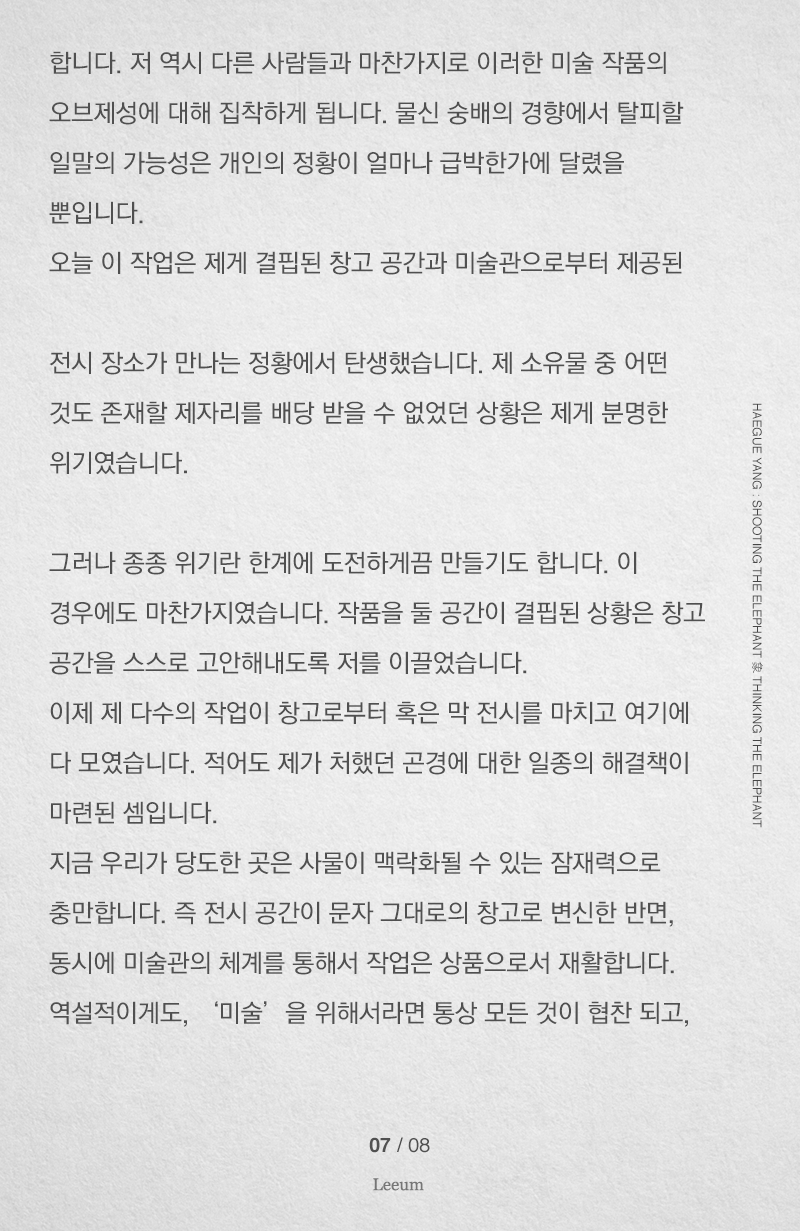 합니다. 저 역시 다른 사람들과 마찬가지로 이러한 미술 작품의
오브제성에 대해 집착하게 됩니다. 물신 숭배의 경향에서 탈피할
일말의 가능성은 개인의 정황이 얼마나 급박한가에 달렸을
뿐입니다.
오늘 이 작업은 제게 결핍된 창고 공간과 미술관으로부터 제공된
전시 장소가 만나는 정황에서 탄생했습니다. 제 소유물 중 어떤
것도 존재할 제자리를 배당 받을 수 없었던 상황은 제게 분명한
위기였습니다.
그러나 종종 위기란 한계에 도전하게끔 만들기도 합니다. 이
경우에도 마찬가지였습니다. 작품을 둘 공간이 결핍된 상황은 창고
공간을 스스로 고안해내도록 저를 이끌었습니다.
이제 제 다수의 작업이 창고로부터 혹은 막 전시를 마치고 여기에
다 모였습니다. 적어도 제가 처했던 곤경에 대한 일종의 해결책이
마련된 셈입니다.
지금 우리가 당도한 곳은 사물이 맥락화될 수 있는 잠재력으로
충만합니다. 즉 전시 공간이 문자 그대로의 창고로 변신한 반면,
동시에 미술관의 체계를 통해서 작업은 상품으로서 재활합니다.
역설적이게도, ‘미술’을 위해서라면 통상 모든 것이 협찬 되고,
HAEGUE YANG : SHOOTING THE ELEPHANT 象 THINKING THE ELEPHANT
07 / 08
Leeum